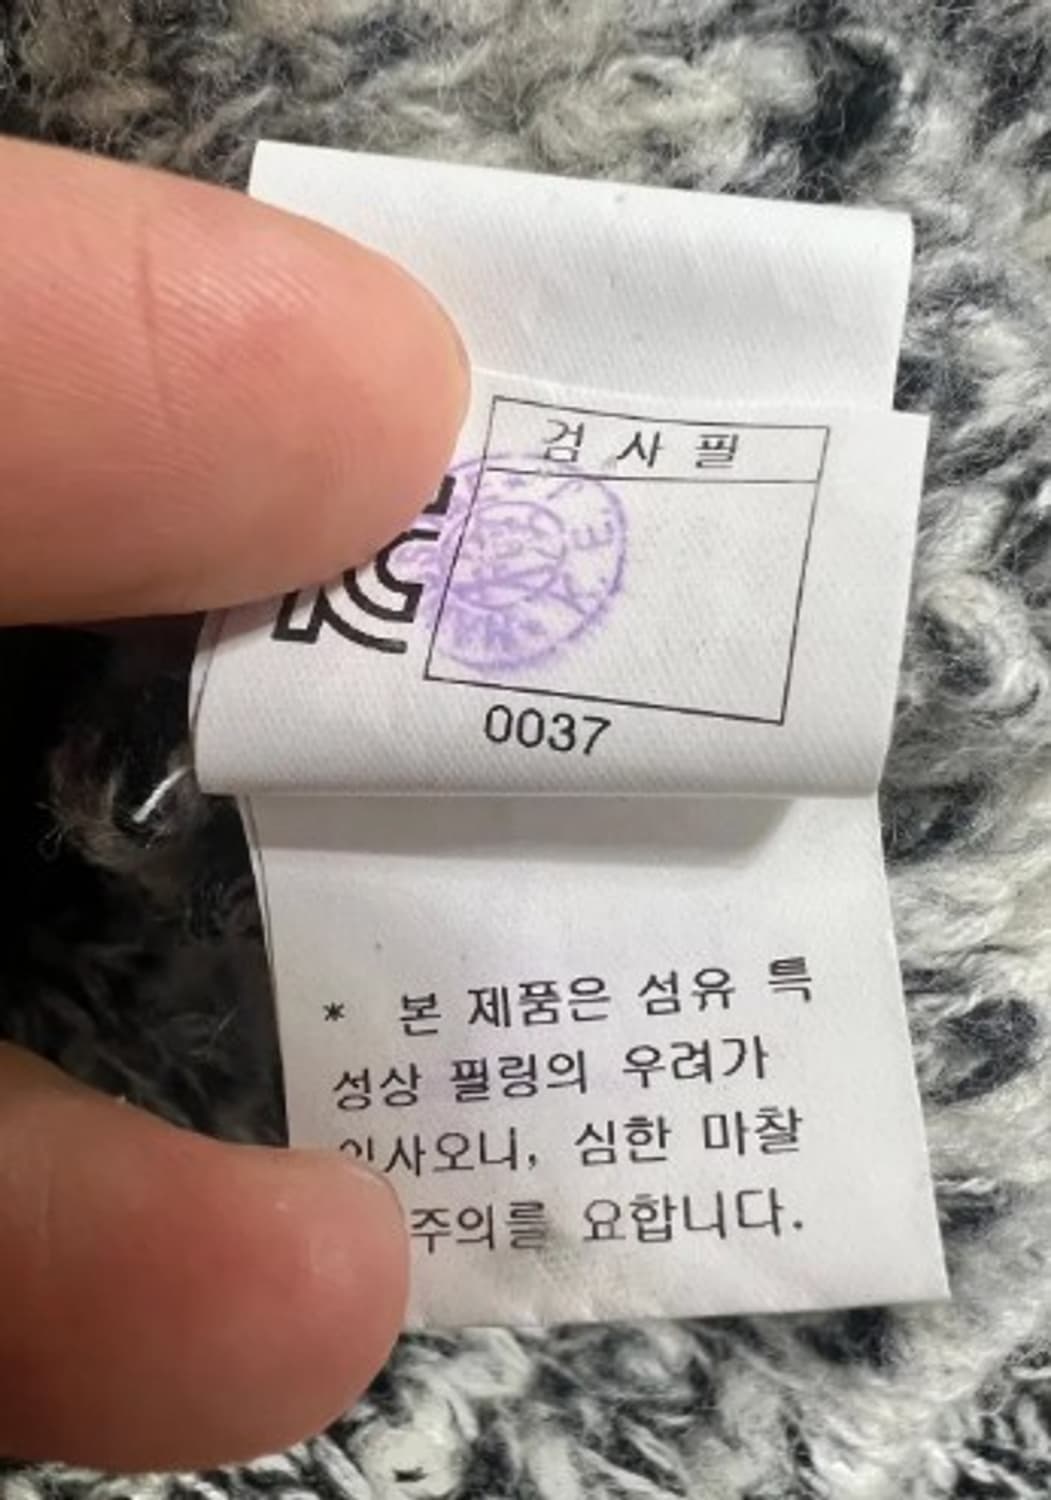 검사필
0037
* 본 제품은 섬유 특
성상 필링의 우려가
사오니, 심한 마찰
주의를 요합니다.